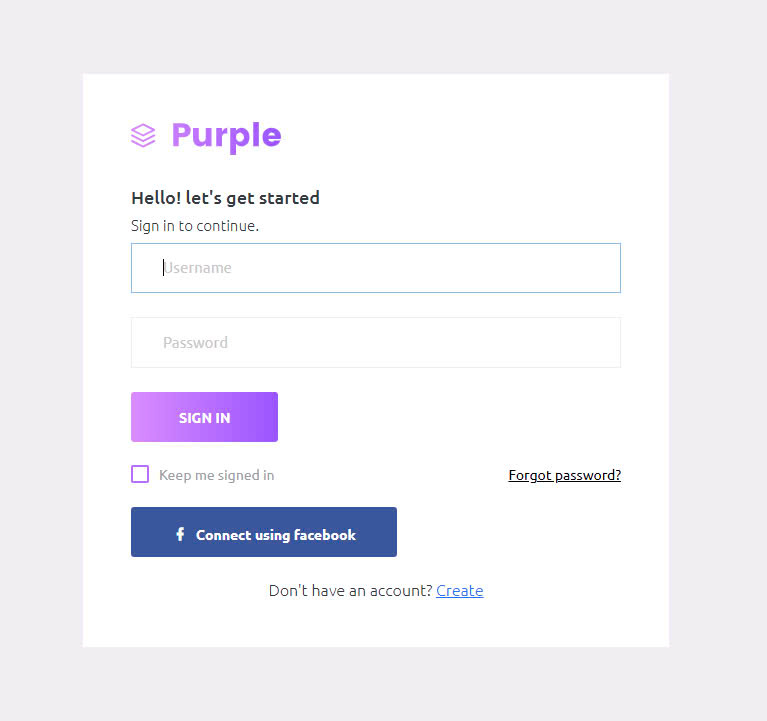 Purple
Hello! let's get started
Sign in to continue.
Username
Password
SIGN IN
Keep me signed in Forgot password?
Connect using facebook
Don't have an account? Create